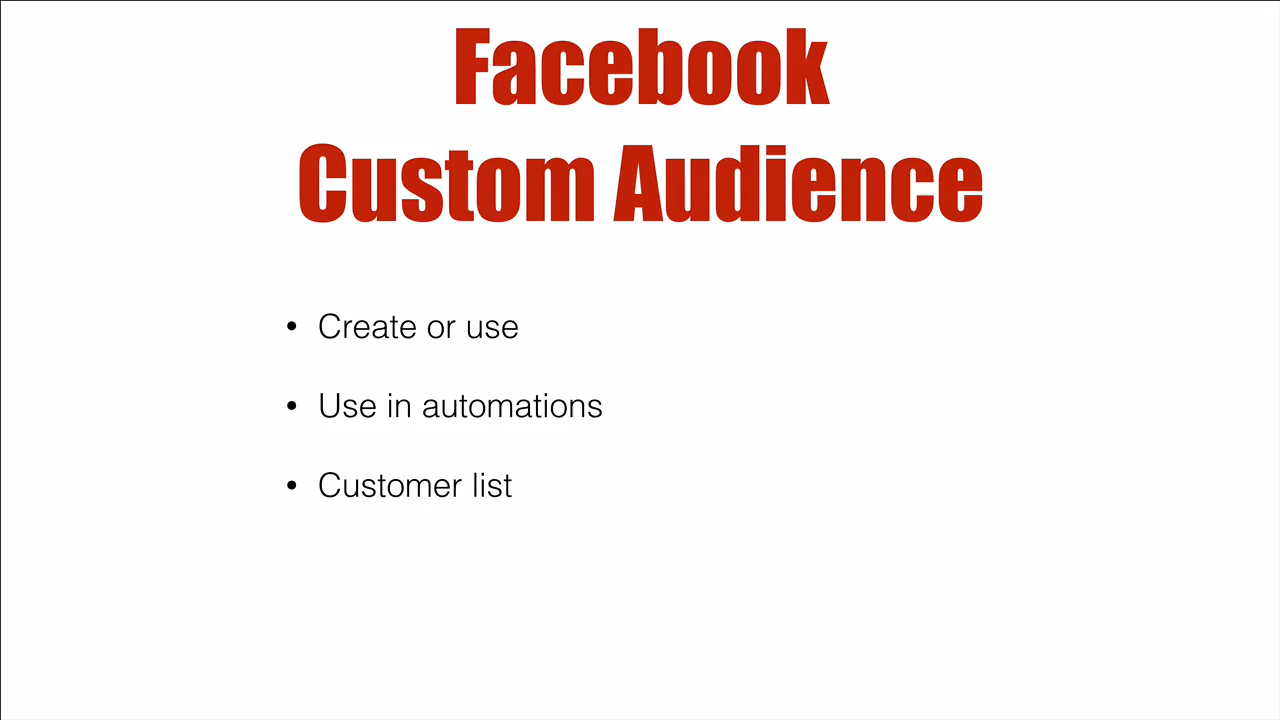 Facebook
Custom Audience
• Create or use
• Use in automations
• Customer list